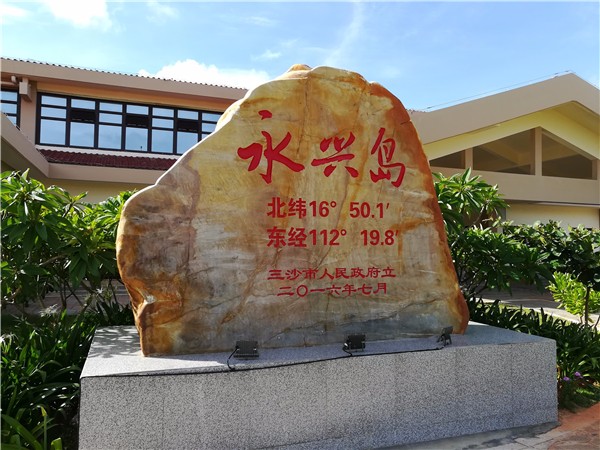 永兴岛
北纬16° 50.1′
东经112° 19.8′
三沙市人民政府立
二〇一六年七月